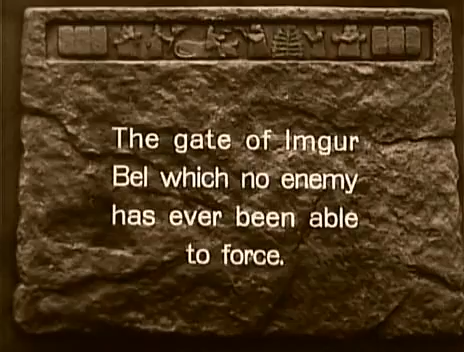 The gate of Imgur
Bel which no enemy
has ever been able
to force.